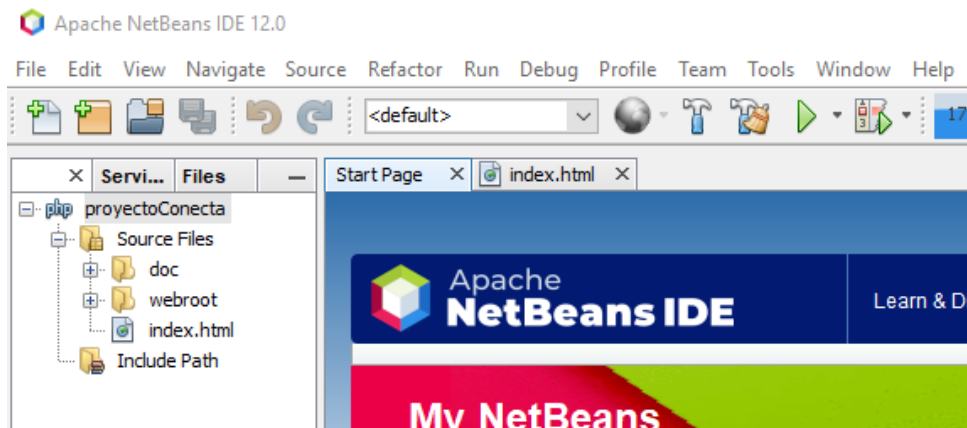 Apache NetBeans IDE 12.0
File Edit View Navigate Source Refactor Run Debug Profile Team Tools Window Help
<default>
17
Servi... Files
Start Page index.html
php proyectoConecta
Source Files
doc
webroot
index.html
Include Path
Apache
NetBeans IDE
Learn & D
My NetBeans